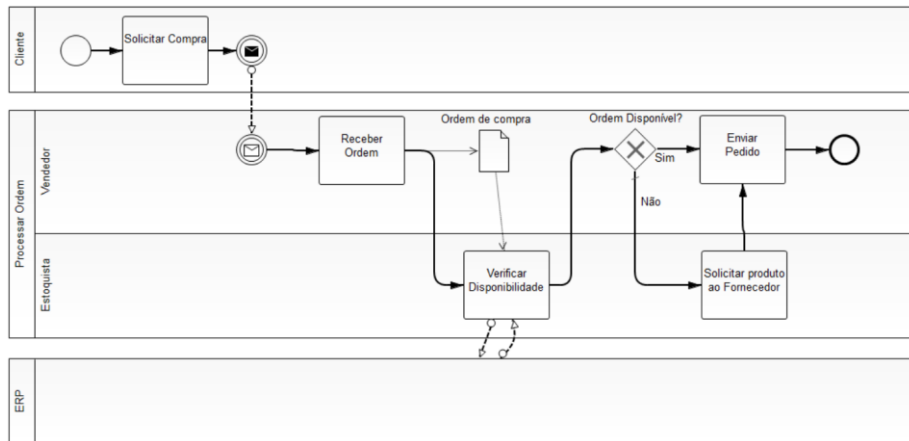 Cliente
Solicitar Compra
Processar Ordem
Vendedor
Receber
Ordem
Ordem de compra
Ordem Disponível?
Sim
Não
Enviar
Pedido
Estoquista
Verificar
Disponibilidade
Solicitar produto
ao Fornecedor
ERP